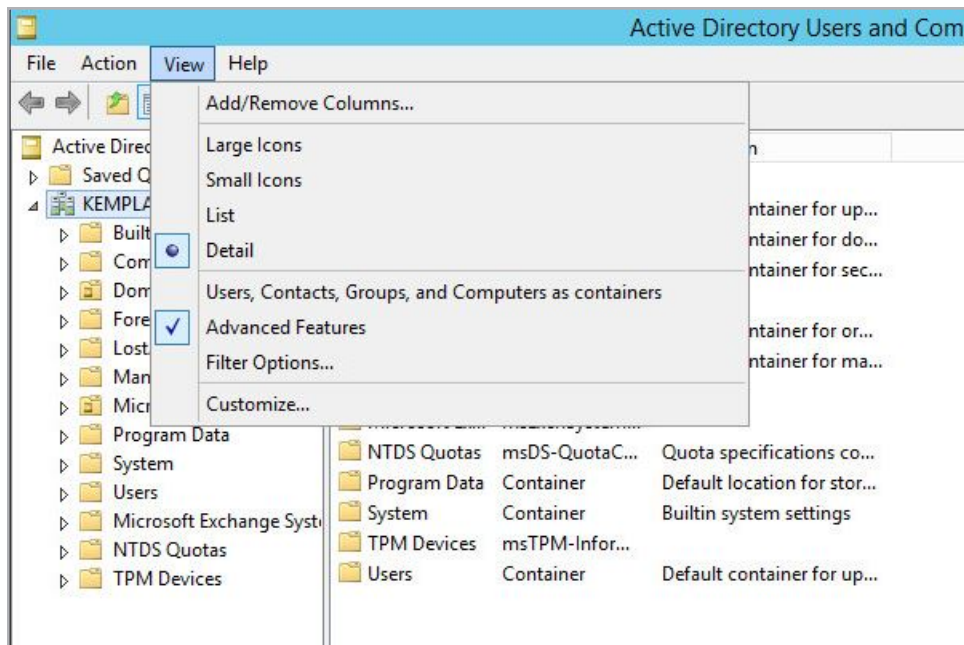 Active Directory Users and Com
File Action View Help
Add/Remove Columns...
Large Icons
Small Icons
List
Detail
Users, Contacts, Groups, and Computers as containers
Advanced Features
Filter Options...
Customize...
Active Direc
Saved Q
KEMPLA
Built
Com
Dom
Fore
Lost
Man
Micr
Program Data
System
Users
Microsoft Exchange Syst
NTDS Quotas
TPM Devices
n
ntainer for up...
ntainer for do...
ntainer for sec...
ntainer for or...
ntainer for ma...
NTDS Quotas msDS-QuotaC... Quota specifications co...
Program Data Container Default location for stor...
System Container Builtin system settings
TPM Devices msTPM-Infor...
Users Container Default container for up...